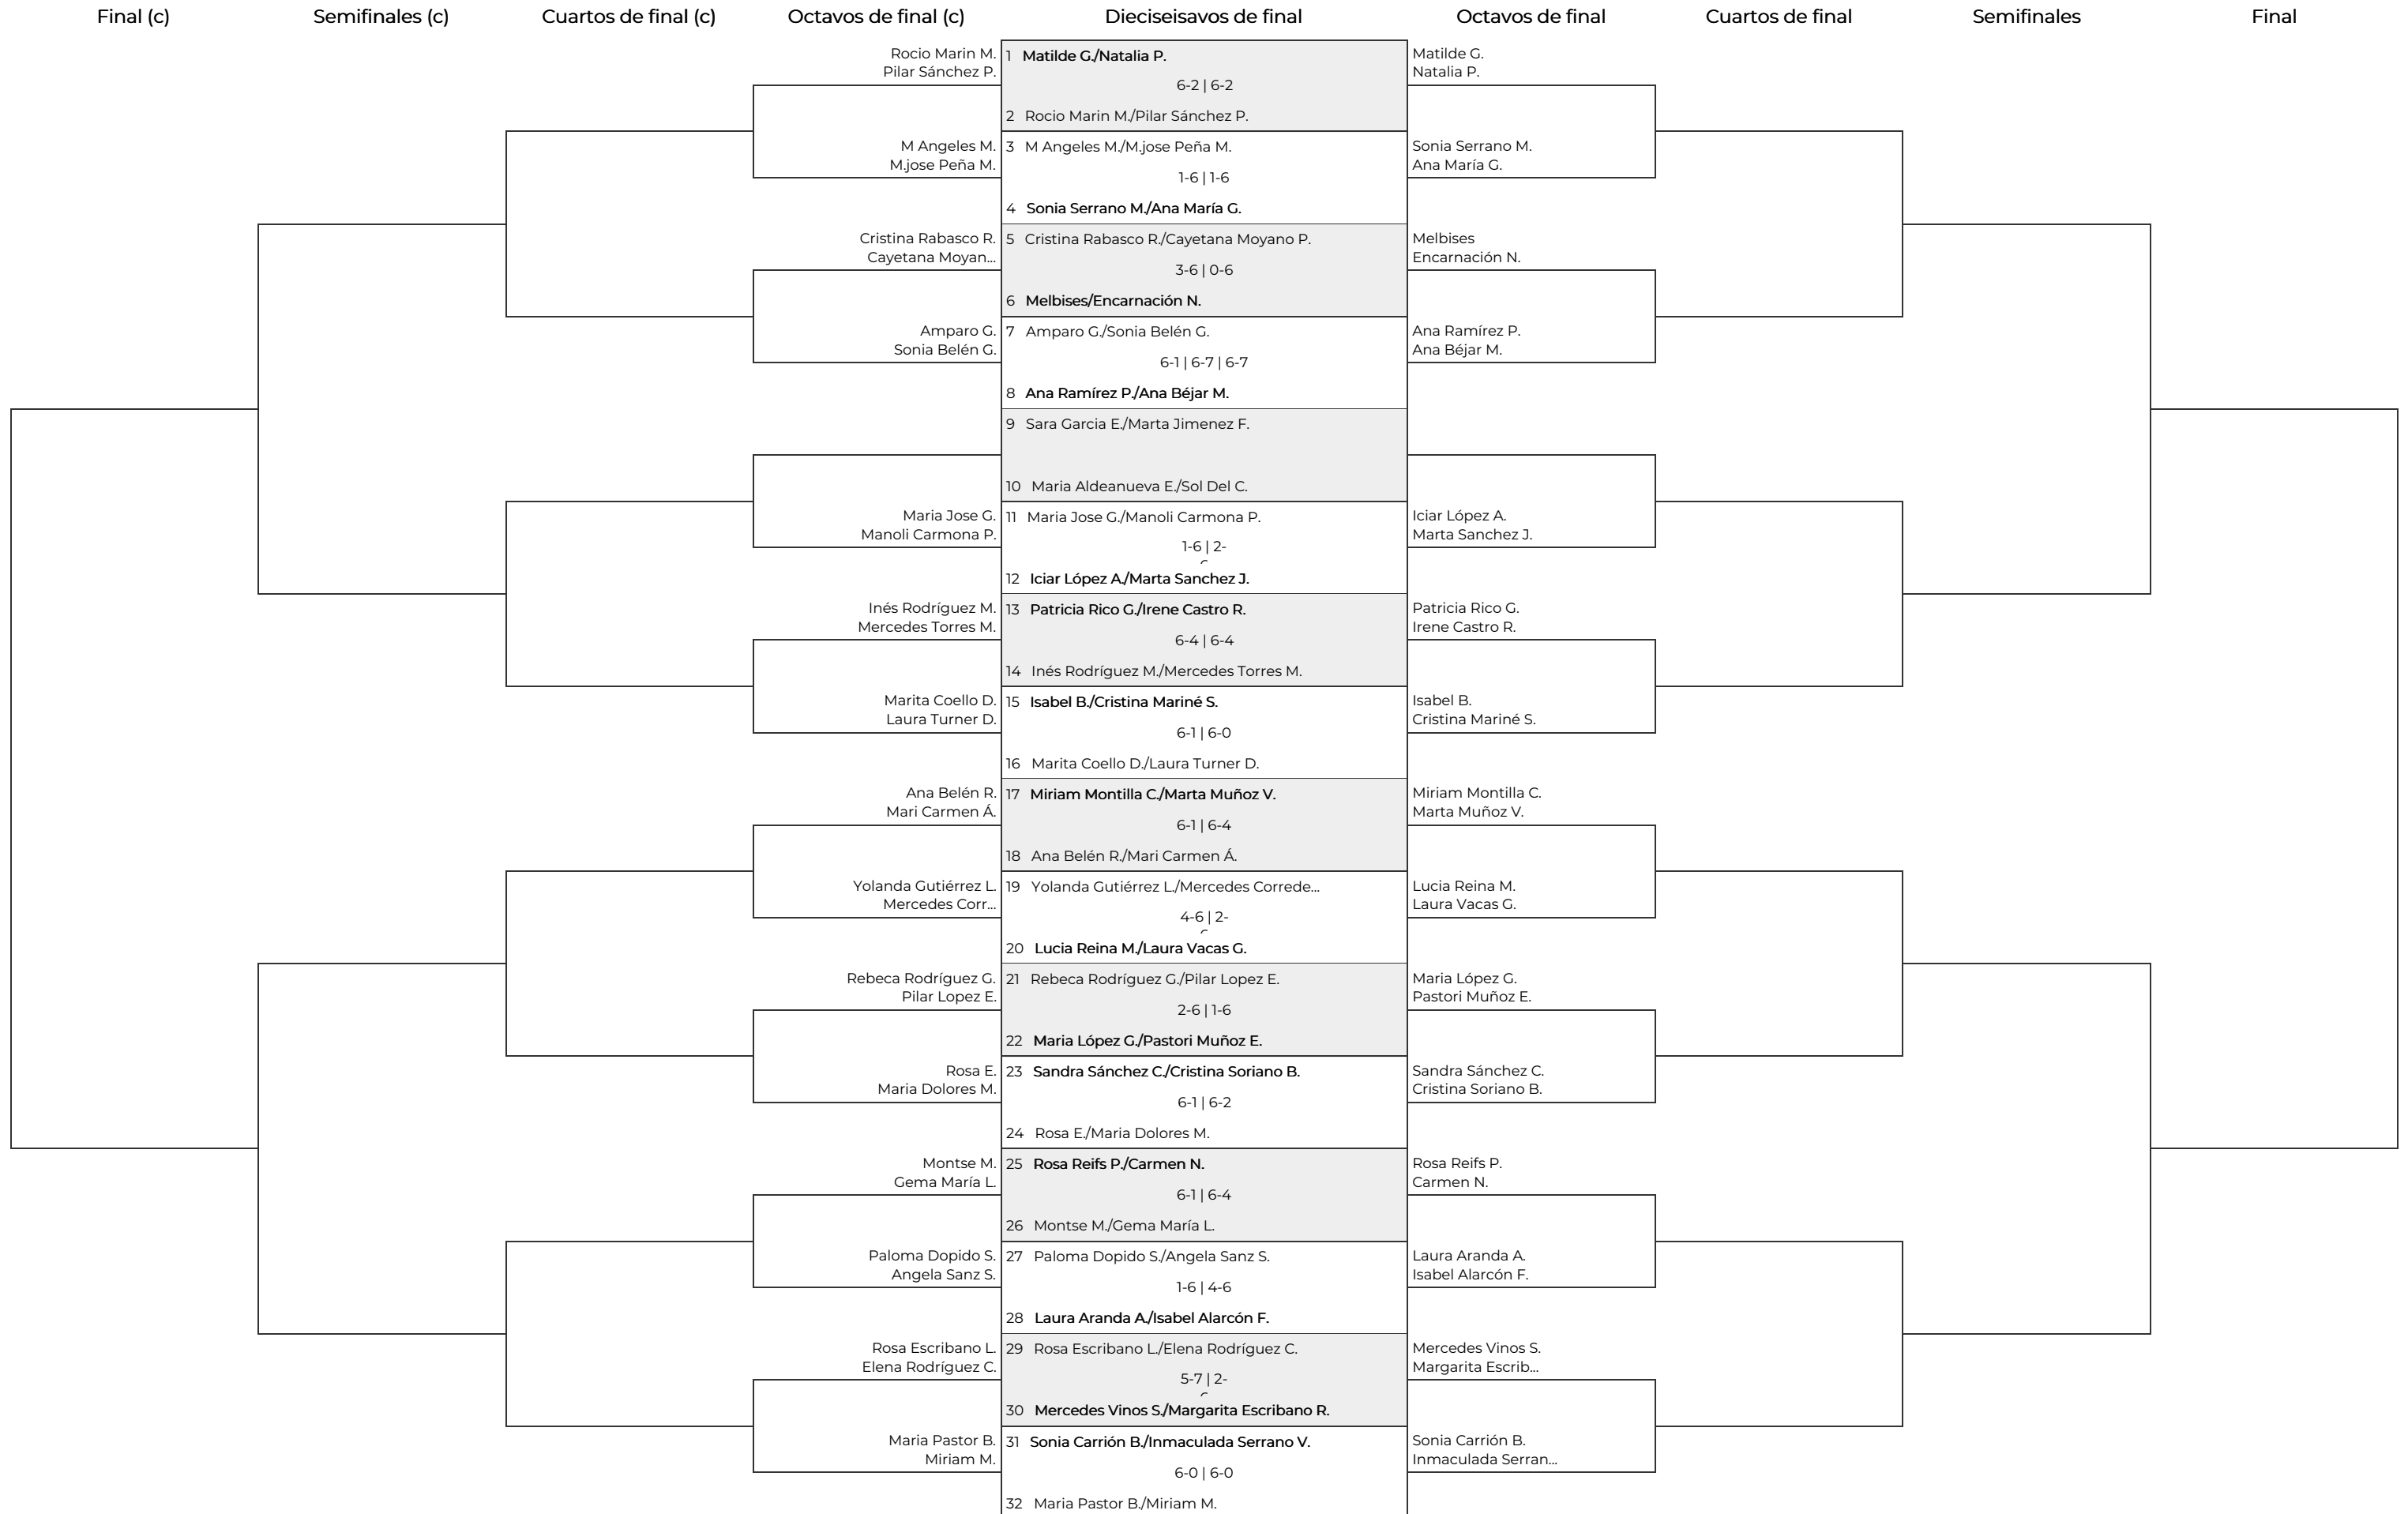 Final (c) Semifinales (c) Cuartos de final (c) Octavos de final (c) Dieciseisavos de final Octavos de final Cuartos de final Semifinales Final
Rocio Marin M.
Pilar Sánchez P.
M Angeles M.
M.jose Peña M.
Cristina Rabasco R.
Cayetana Moyan...
Amparo G.
Sonia Belén G.
Maria Jose G.
Manoli Carmona P.
Inés Rodríguez M.
Mercedes Torres M.
Marita Coello D.
Laura Turner D.
Ana Belén R.
Mari Carmen Á.
Yolanda Gutiérrez L.
Mercedes Corr...
Rebeca Rodríguez G.
Pilar Lopez E.
Rosa E.
Maria Dolores M.
Montse M.
Gema María L.
Paloma Dopido S.
Angela Sanz S.
Rosa Escribano L.
Elena Rodríguez C.
Maria Pastor B.
Miriam M.
1 Matilde G./Natalia P.
6-2 | 6-2
2 Rocio Marin M./Pilar Sánchez P.
3 M Angeles M./M.jose Peña M.
1-6 | 1-6
4 Sonia Serrano M./Ana María G.
5 Cristina Rabasco R./Cayetana Moyano P.
3-6 | 0-6
6 Melbises/Encarnación N.
7 Amparo G./Sonia Belén G.
6-1 | 6-7 | 6-7
8 Ana Ramírez P./Ana Béjar M.
9 Sara Garcia E./Marta Jimenez F.
10 Maria Aldeanueva E./Sol Del C.
11 Maria Jose G./Manoli Carmona P.
1-6 | 2-
12 Iciar López A./Marta Sanchez J.
13 Patricia Rico G./Irene Castro R.
6-4 | 6-4
14 Inés Rodríguez M./Mercedes Torres M.
15 Isabel B./Cristina Mariné S.
6-1 | 6-0
16 Marita Coello D./Laura Turner D.
17 Miriam Montilla C./Marta Muñoz V.
6-1 | 6-4
18 Ana Belén R./Mari Carmen Á.
19 Yolanda Gutiérrez L./Mercedes Correde...
4-6 | 2-
20 Lucia Reina M./Laura Vacas G.
21 Rebeca Rodríguez G./Pilar Lopez E.
2-6 | 1-6
22 Maria López G./Pastori Muñoz E.
23 Sandra Sánchez C./Cristina Soriano B.
6-1 | 6-2
24 Rosa E./Maria Dolores M.
25 Rosa Reifs P./Carmen N.
6-1 | 6-4
26 Montse M./Gema María L.
27 Paloma Dopido S./Angela Sanz S.
1-6 | 4-6
28 Laura Aranda A./Isabel Alarcón F.
29 Rosa Escribano L./Elena Rodríguez C.
5-7 | 2-
30 Mercedes Vinos S./Margarita Escribano R.
31 Sonia Carrión B./Inmaculada Serrano V.
6-0 | 6-0
32 Maria Pastor B./Miriam M.
Matilde G.
Natalia P.
Sonia Serrano M.
Ana María G.
Melbises
Encarnación N.
Ana Ramírez P.
Ana Béjar M.
Iciar López A.
Marta Sanchez J.
Patricia Rico G.
Irene Castro R.
Isabel B.
Cristina Mariné S.
Miriam Montilla C.
Marta Muñoz V.
Lucia Reina M.
Laura Vacas G.
Maria López G.
Pastori Muñoz E.
Sandra Sánchez C.
Cristina Soriano B.
Rosa Reifs P.
Carmen N.
Laura Aranda A.
Isabel Alarcón F.
Mercedes Vinos S.
Margarita Escrib...
Sonia Carrión B.
Inmaculada Serran...